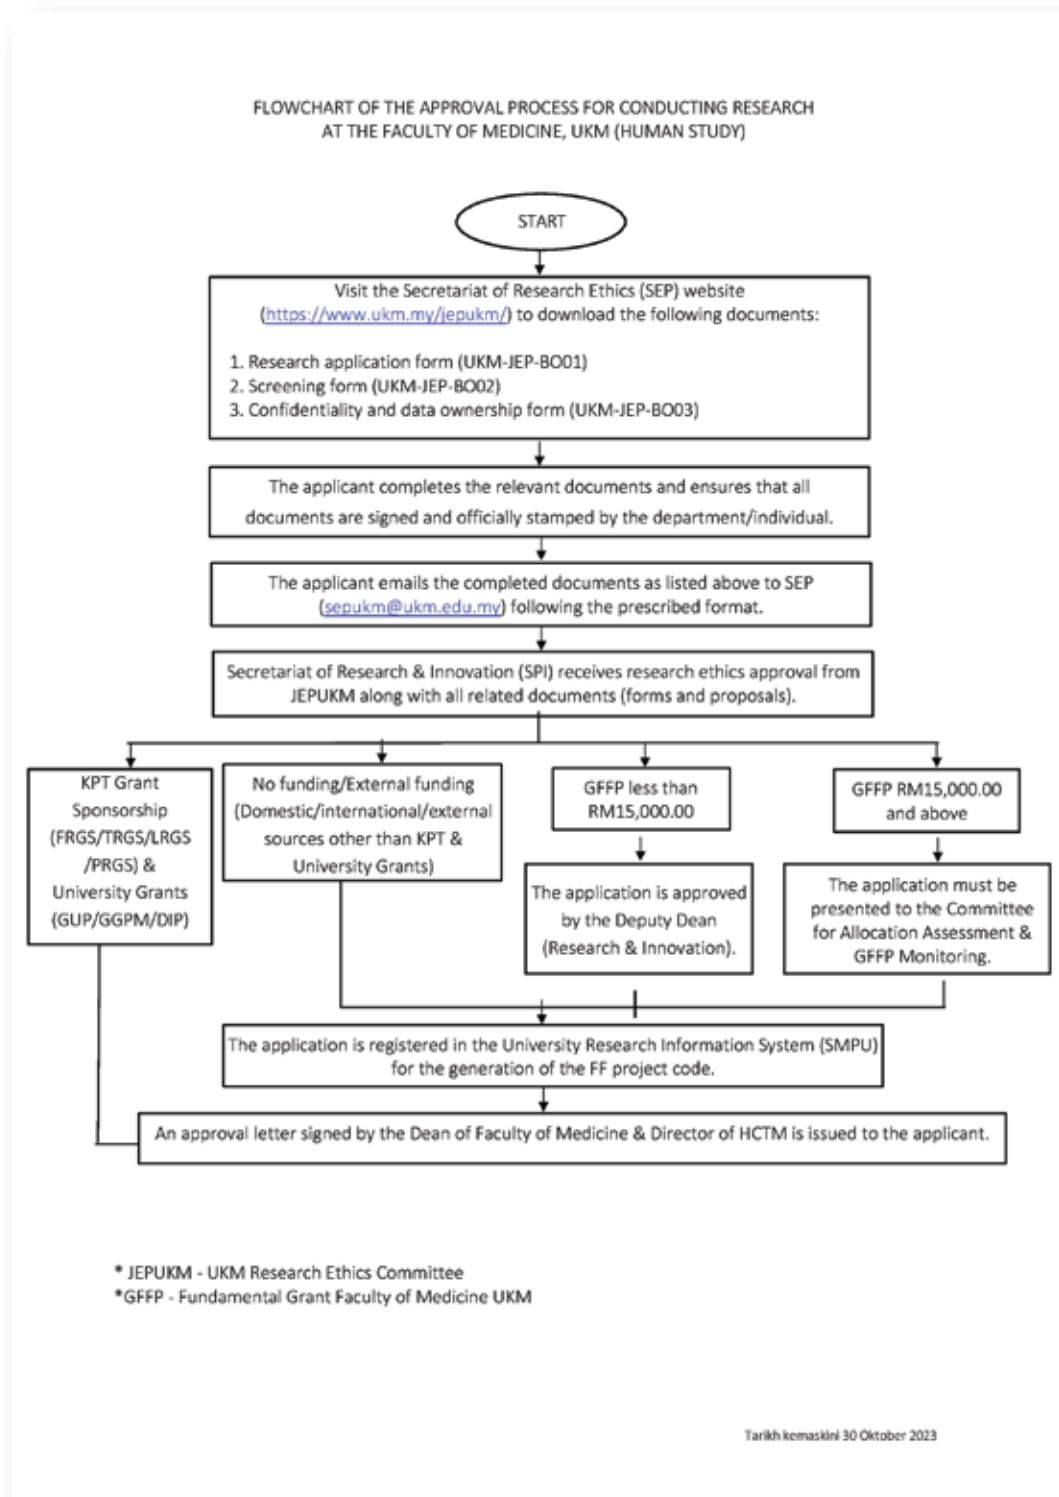 FLOWCHART OF THE APPROVAL PROCESS FOR CONDUCTING RESEARCH
AT THE FACULTY OF MEDICINE, UKM (HUMAN STUDY)
START
Visit the Secretariat of Research Ethics (SEP) website
(https://www.ukm.my/jepukm/) to download the following documents:
1. Research application form (UKM-JEP-BO01)
2. Screening form (UKM-JEP-BO02)
3. Confidentiality and data ownership form (UKM-JEP-BO03)
The applicant completes the relevant documents and ensures that all
documents are signed and officially stamped by the department/individual.
The applicant emails the completed documents as listed above to SEP
(sepukm@ukm.edu.my) following the prescribed format.
Secretariat of Research & Innovation (SPI) receives research ethics approval from
JEPUKM along with all related documents (forms and proposals).
KPT Grant
Sponsorship
(FRGS/TRGS/LRGS
/PRGS) &
University Grants
(GUP/GGPM/DIP)
No funding/External funding
(Domestic/international/external
sources other than KPT &
University Grants)
GFFP less than
RM15,000.00
The application is approved
by the Deputy Dean
(Research & Innovation).
GFFP RM15,000.00
and above
The application must be
presented to the Committee
for Allocation Assessment &
GFFP Monitoring.
The application is registered in the University Research Information System (SMPU)
for the generation of the FF project code.
An approval letter signed by the Dean of Faculty of Medicine & Director of HCTM is issued to the applicant.
* JEPUKM - UKM Research Ethics Committee
*GFFP - Fundamental Grant Faculty of Medicine UKM
Tarikh kemaskini 30 Oktober 2023